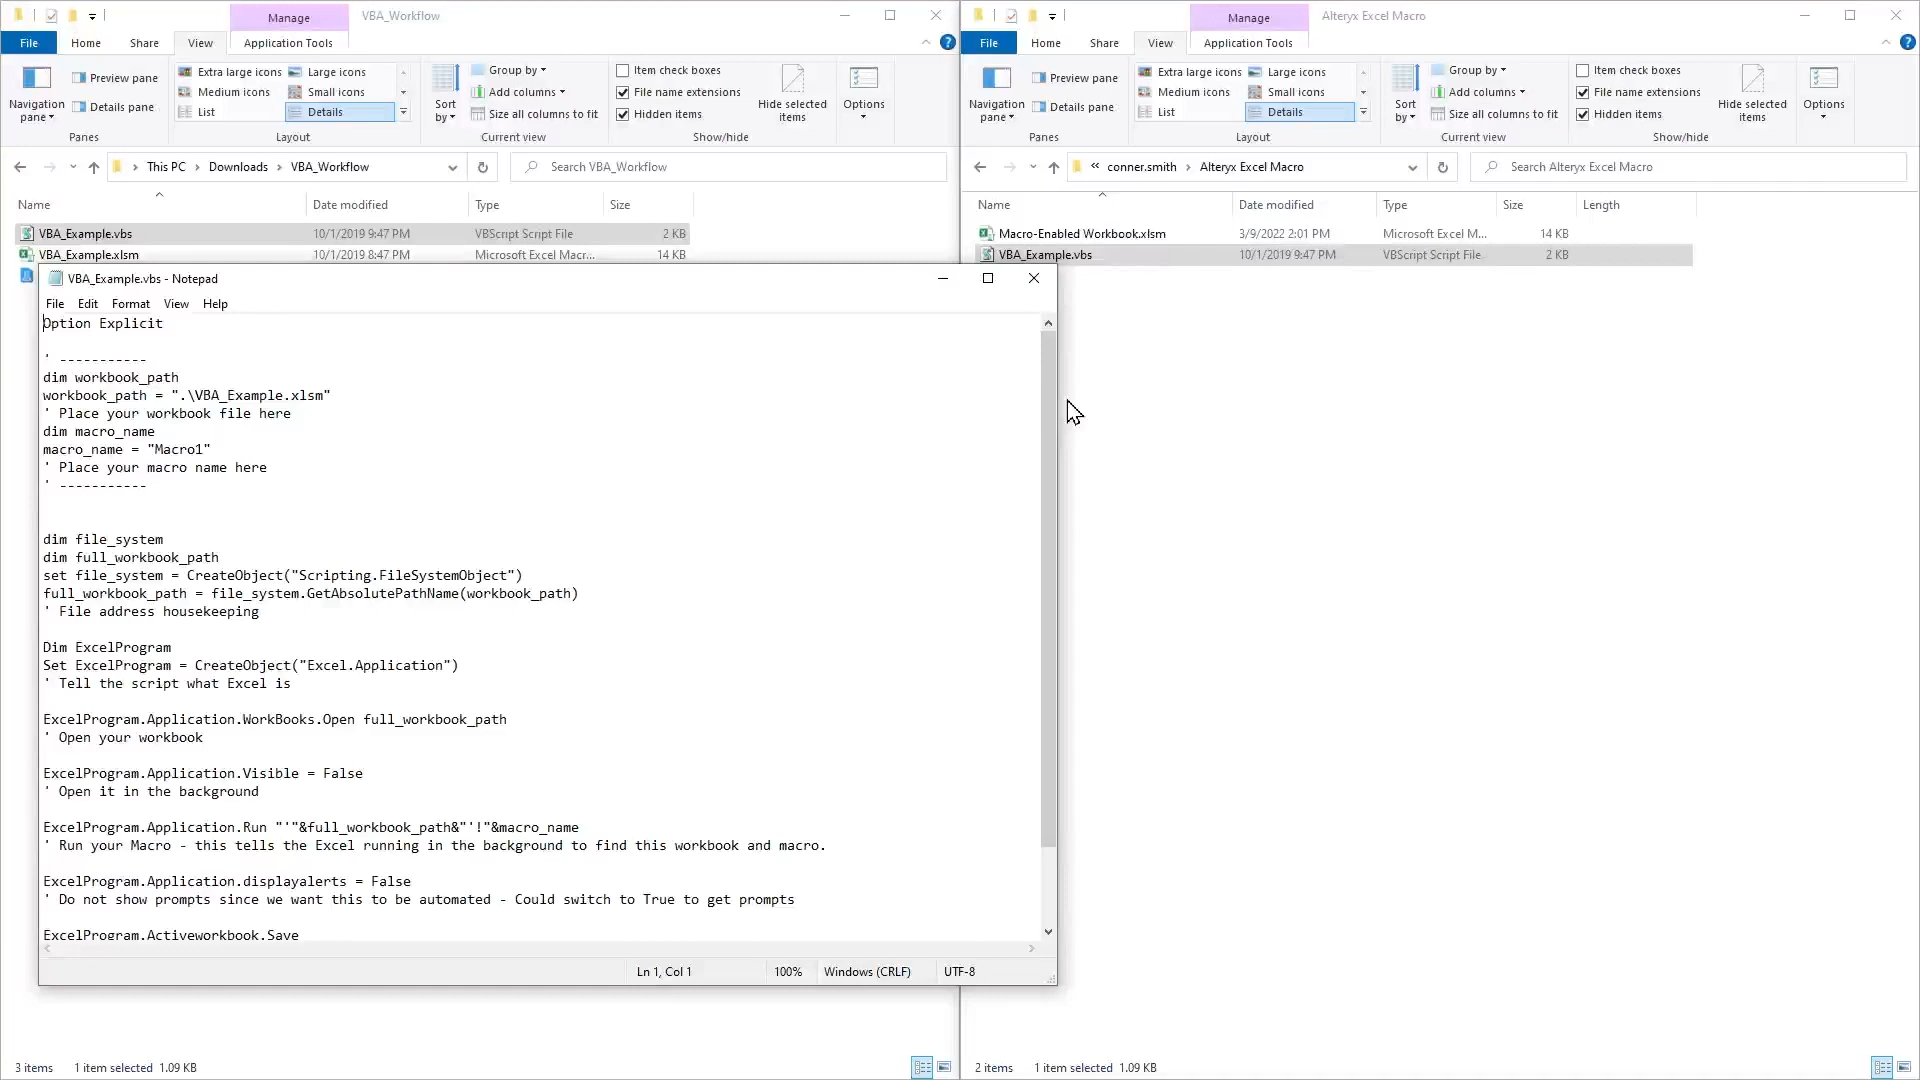 Manage
VBA_Workflow
File
Home
Share
View
Application Tools
Navigation pane
Preview pane
Details pane
Panes
Extra large icons
Large icons
Medium icons
Small icons
List
Details
Layout
Sort by
Group by
Add columns
Size all columns to fit
Current view
Item check boxes
File name extensions
Hidden items
Hide selected items
Show/hide
Options
This PC
Downloads
VBA_Workflow
Search VBA_Workflow
Name
Date modified
Type
Size
VBA_Example.vbs 10/1/2019 9:47 PM VBScript Script File 2 KB
VBA_Example.xlsm 10/1/2019 8:47 PM Microsoft Excel Macr... 14 KB
3 items 1 item selected 1.09 KB
Manage
Alteryx Excel Macro
File
Home
Share
View
Application Tools
Navigation pane
Preview pane
Details pane
Panes
Extra large icons
Large icons
Medium icons
Small icons
List
Details
Layout
Sort by
Group by
Add columns
Size all columns to fit
Current view
Item check boxes
File name extensions
Hidden items
Hide selected items
Show/hide
Options
« conner.smith
Alteryx Excel Macro
Search Alteryx Excel Macro
Name
Date modified
Type
Size
Length
Macro-Enabled Workbook.xlsm 3/9/2022 2:01 PM Microsoft Excel M... 14 KB
VBA_Example.vbs 10/1/2019 9:47 PM VBScript Script File 2 KB
2 items 1 item selected 1.09 KB
VBA_Example.vbs - Notepad
File Edit Format View Help
Option Explicit
' -----------
dim workbook_path
workbook_path = ".\VBA_Example.xlsm"
' Place your workbook file here
dim macro_name
macro_name = "Macro1"
' Place your macro name here
' -----------
dim file_system
dim full_workbook_path
set file_system = CreateObject("Scripting.FileSystemObject")
full_workbook_path = file_system.GetAbsolutePathName(workbook_path)
' File address housekeeping
Dim ExcelProgram
Set ExcelProgram = CreateObject("Excel.Application")
' Tell the script what Excel is
ExcelProgram.Application.WorkBooks.Open full_workbook_path
' Open your workbook
ExcelProgram.Application.Visible = False
' Open it in the background
ExcelProgram.Application.Run "'"&full_workbook_path&"'!"&macro_name
' Run your Macro - this tells the Excel running in the background to find this workbook and macro.
ExcelProgram.Application.displayalerts = False
' Do not show prompts since we want this to be automated - Could switch to True to get prompts
ExcelProgram.Activeworkbook.Save
Ln 1, Col 1
100%
Windows (CRLF)
UTF-8